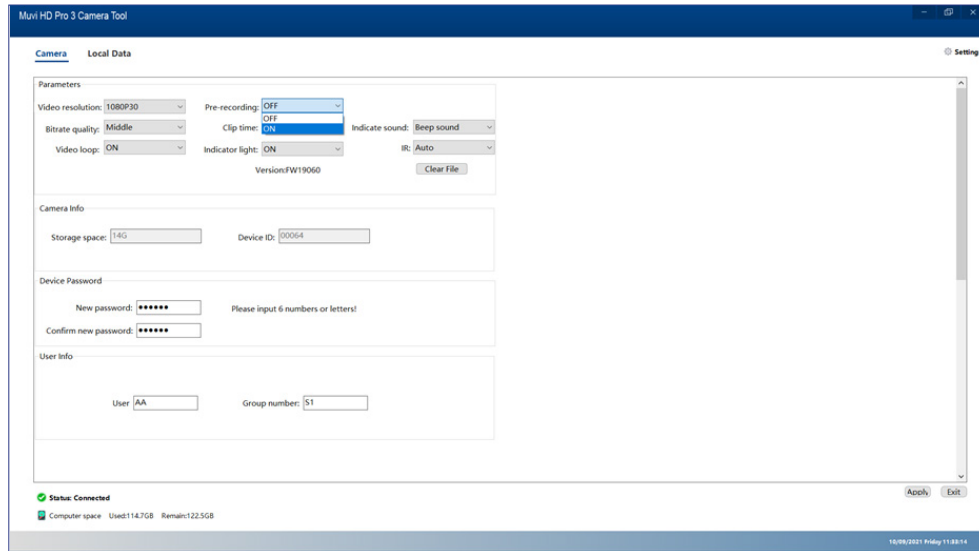 Muvi HD Pro 3 Camera Tool
Camera Local Data
Setting
Parameters
Video resolution: 1080P30 Pre-recording: OFF
OFF
Bitrate quality: Middle Clip time: ON Indicate sound: Beep sound
Video loop: ON Indicator light: ON IR: Auto
Version:FW19060 Clear File
Camera Info
Storage space: 14G Device ID: 00064
Device Password
New password: ●●●●●● Please input 6 numbers or letters!
Confirm new password: ●●●●●●
User Info
User AA Group number: S1
Apply Exit
Status: Connected
Computer space Used:114.7GB Remain:122.5GB
10/09/2021 Friday 11:88:14